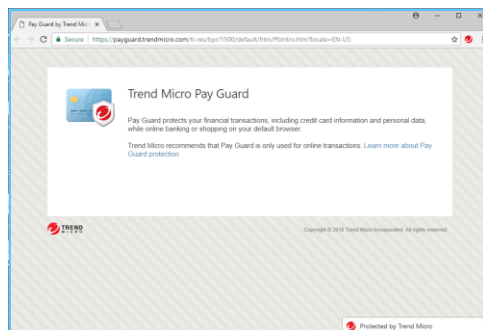 Pay Guard by Trend Micr
Secure | https://payguard.trendmicro.com/ti-res/bpr/1500/default/htm/PbIntro.htm?locale=EN-US
Trend Micro Pay Guard
Pay Guard protects your financial transactions, including credit card information and personal data,
while online banking or shopping on your default browser.
Trend Micro recommends that Pay Guard is only used for online transactions. Learn more about Pay
Guard protection
TREND
MICRO
Copyright © 2018 Trend Micro Incorporated. All rights reserved.
Protected by Trend Micro